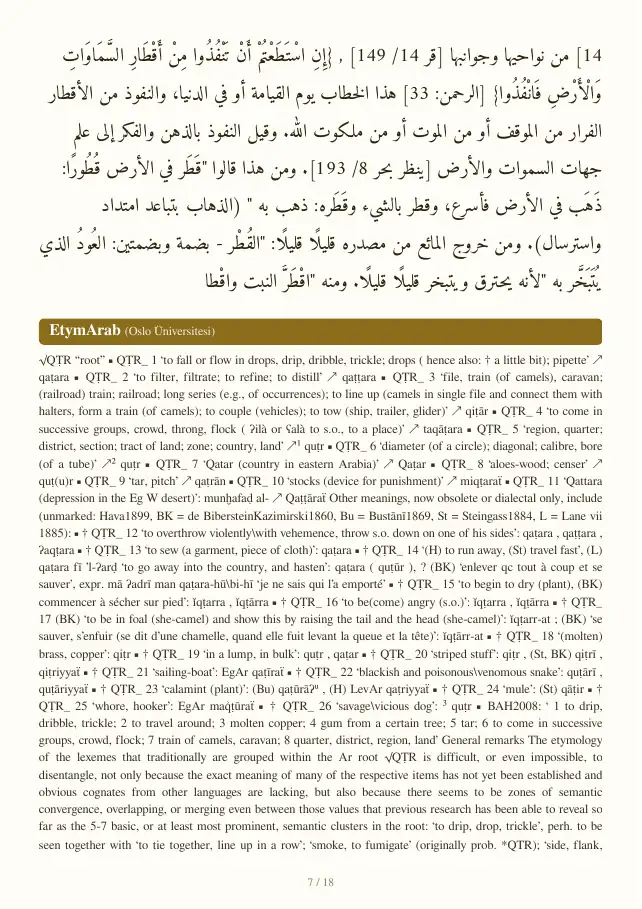 14] من نواحيها وجوانبها [قر 14/ 149] , {إِنِ اسْتَطَعْتُمْ أَنْ تَنْفُذُوا مِنْ أَقْطَارِ السَّمَاوَاتِ
وَالْأَرْضِ فَانْفُذُوا} [الرحمن: 33] هذا الخطاب يوم القيامة أو في الدنيا، والنفوذ من الأقطار
الفرار من الموقف أو من الموت أو من ملكوت الله. وقيل النفوذ بالذهن والفكر إلى علم
جهات السموات والأرض [ينظر بحر 8/ 193]. ومن هذا قالوا "قَطَر في الأرض قُطُورًا:
ذَهَب في الأرض فأسرع، وقطر بالشيء وقَطَره: ذهب به " (الذهاب بتباعد امتداد
واسترسال). ومن خروج المائع من مصدره قليلًا قليلًا: "القُطْر - بضمة وبضمتين: العُودُ الذي
يُتَبَخَّر به "لأنه يحترق ويتبخر قليلًا قليلًا. ومنه "اقْطَرَّ النبت واقْطا
EtymArab (Oslo Üniversitesi)
√QṬR “root” ▪ QṬR_ 1 ‘to fall or flow in drops, drip, dribble, trickle; drops ( hence also: † a little bit); pipette’ ↗
qaṭara ▪ QṬR_ 2 ‘to filter, filtrate; to refine; to distill’ ↗ qaṭṭara ▪ QṬR_ 3 ‘file, train (of camels), caravan;
(railroad) train; railroad; long series (e.g., of occurrences); to line up (camels in single file and connect them with
halters, form a train (of camels); to couple (vehicles); to tow (ship, trailer, glider)’ ↗ qiṭār ▪ QṬR_ 4 ‘to come in
successive groups, crowd, throng, flock ( ʔilà or ʕalà to s.o., to a place)’ ↗ taqāṭara ▪ QṬR_ 5 ‘region, quarter;
district, section; tract of land; zone; country, land’ ↗¹ quṭr ▪ QṬR_ 6 ‘diameter (of a circle); diagonal; calibre, bore
(of a tube)’ ↗² quṭr ▪ QṬR_ 7 ‘Qatar (country in eastern Arabia)’ ↗ Qaṭar ▪ QṬR_ 8 ‘aloes-wood; censer’ ↗
quṭ(u)r ▪ QṬR_ 9 ‘tar, pitch’ ↗ qaṭrān ▪ QṬR_ 10 ‘stocks (device for punishment)’ ↗ miqṭaraẗ ▪ QṬR_ 11 ‘Qattara
(depression in the Eg W desert)’: munḫafaḍ al- ↗ Qaṭṭāraẗ Other meanings, now obsolete or dialectal only, include
(unmarked: Hava1899, BK = de BibersteinKazimirski1860, Bu = Bustānī1869, St = Steingass1884, L = Lane vii
1885): ▪ † QṬR_ 12 ‘to overthrow violently\with vehemence, throw s.o. down on one of his sides’: qaṭara , qaṭṭara ,
ʔaqṭara ▪ † QṬR_ 13 ‘to sew (a garment, piece of cloth)’: qaṭara ▪ † QṬR_ 14 ‘(H) to run away, (St) travel fast’, (L)
qaṭara fī ’l-ʔarḍ ‘to go away into the country, and hasten’: qaṭara ( quṭūr ), ? (BK) ‘enlever qc tout à coup et se
sauver’, expr. mā ʔadrī man qaṭara-hū\bi-hī ‘je ne sais qui l’a emporté’ ▪ † QṬR_ 15 ‘to begin to dry (plant), (BK)
commencer à sécher sur pied’: ĭqṭarra , ĭqṭārra ▪ † QṬR_ 16 ‘to be(come) angry (s.o.)’: ĭqṭarra , ĭqṭārra ▪ † QṬR_
17 (BK) ‘to be in foal (she-camel) and show this by raising the tail and the head (she-camel)’: ĭqṭarr-at ; (BK) ‘se
sauver, s’enfuir (se dit d’une chamelle, quand elle fuit levant la queue et la tête)’: ĭqṭārr-at ▪ † QṬR_ 18 ‘(molten)
brass, copper’: qiṭr ▪ † QṬR_ 19 ‘in a lump, in bulk’: quṭr , qaṭar ▪ † QṬR_ 20 ‘striped stuff’: qiṭr , (St, BK) qiṭrī ,
qiṭriyyaẗ ▪ † QṬR_ 21 ‘sailing-boat’: EgAr qaṭīraẗ ▪ † QṬR_ 22 ‘blackish and poisonous\venomous snake’: quṭārī ,
quṭāriyyaẗ ▪ † QṬR_ 23 ‘calamint (plant)’: (Bu) qaṭūrāʔᵘ , (H) LevAr qaṭriyyaẗ ▪ † QṬR_ 24 ‘mule’: (St) qāṭir ▪ †
QṬR_ 25 ‘whore, hooker’: EgAr maqṭūraẗ ▪ † QṬR_ 26 ‘savage\vicious dog’: ³ quṭr ▪ BAH2008: ‘ 1 to drip,
dribble, trickle; 2 to travel around; 3 molten copper; 4 gum from a certain tree; 5 tar; 6 to come in successive
groups, crowd, flock; 7 train of camels, caravan; 8 quarter, district, region, land’ General remarks The etymology
of the lexemes that traditionally are grouped within the Ar root √QṬR is difficult, or even impossible, to
disentangle, not only because the exact meaning of many of the respective items has not yet been established and
obvious cognates from other languages are lacking, but also because there seems to be zones of semantic
convergence, overlapping, or merging even between those values that previous research has been able to reveal so
far as the 5-7 basic, or at least most prominent, semantic clusters in the root: ‘to drip, drop, trickle’, perh. to be
seen together with ‘to tie together, line up in a row’; ‘smoke, to fumigate’ (originally prob. *QTR); ‘side, flank,
7 / 18